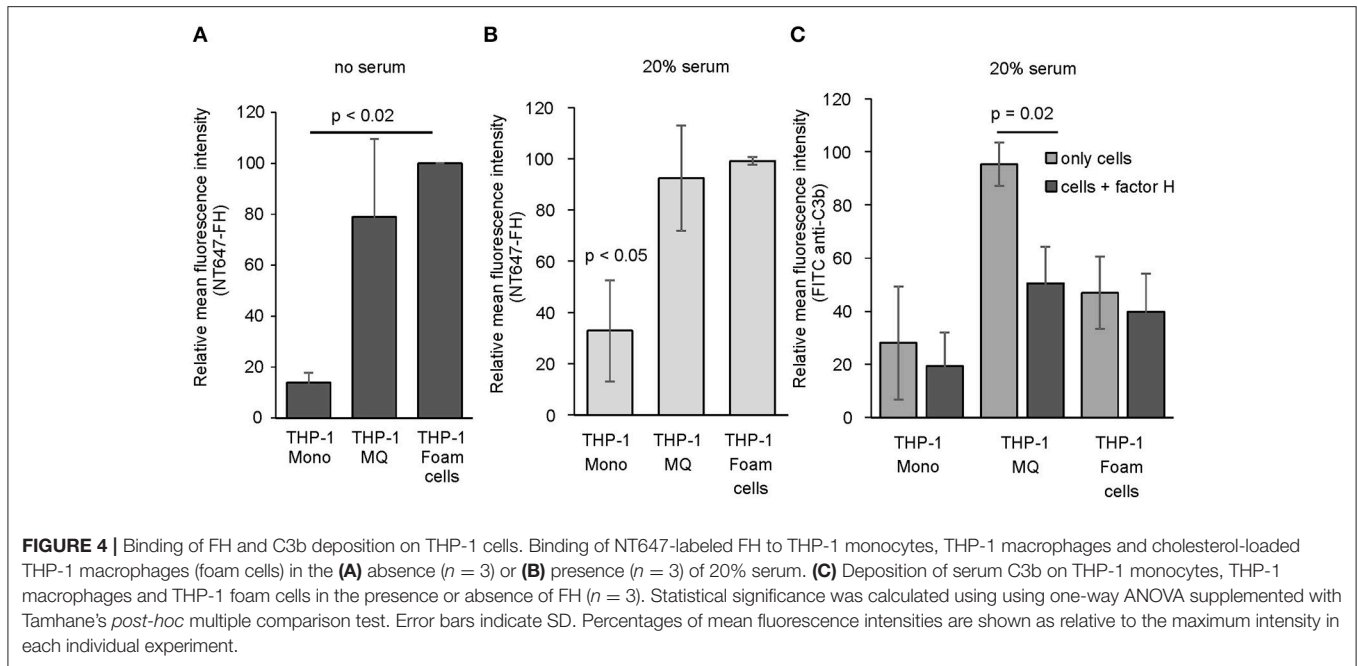 A
no serum
Relative mean fluorescence intensity
(NT647-FH)
120
100
80
60
40
20
0
p < 0.02
THP-1
Mono
THP-1
MQ
THP-1
Foam
cells
B
20% serum
Relative mean fluorescence intensity
(NT647-FH)
120
100
80
60
40
20
0
p < 0.05
THP-1
Mono
THP-1
MQ
THP-1
Foam
cells
C
20% serum
Relative mean fluorescence intensity
(FITC anti-C3b)
120
100
80
60
40
20
0
p = 0.02
only cells
cells + factor H
THP-1
Mono
THP-1
MQ
THP-1
Foam cells
FIGURE 4 | Binding of FH and C3b deposition on THP-1 cells. Binding of NT647-labeled FH to THP-1 monocytes, THP-1 macrophages and cholesterol-loaded
THP-1 macrophages (foam cells) in the (A) absence (n = 3) or (B) presence (n = 3) of 20% serum. (C) Deposition of serum C3b on THP-1 monocytes, THP-1
macrophages and THP-1 foam cells in the presence or absence of FH (n = 3). Statistical significance was calculated using using one-way ANOVA supplemented with
Tamhane's post-hoc multiple comparison test. Error bars indicate SD. Percentages of mean fluorescence intensities are shown as relative to the maximum intensity in
each individual experiment.